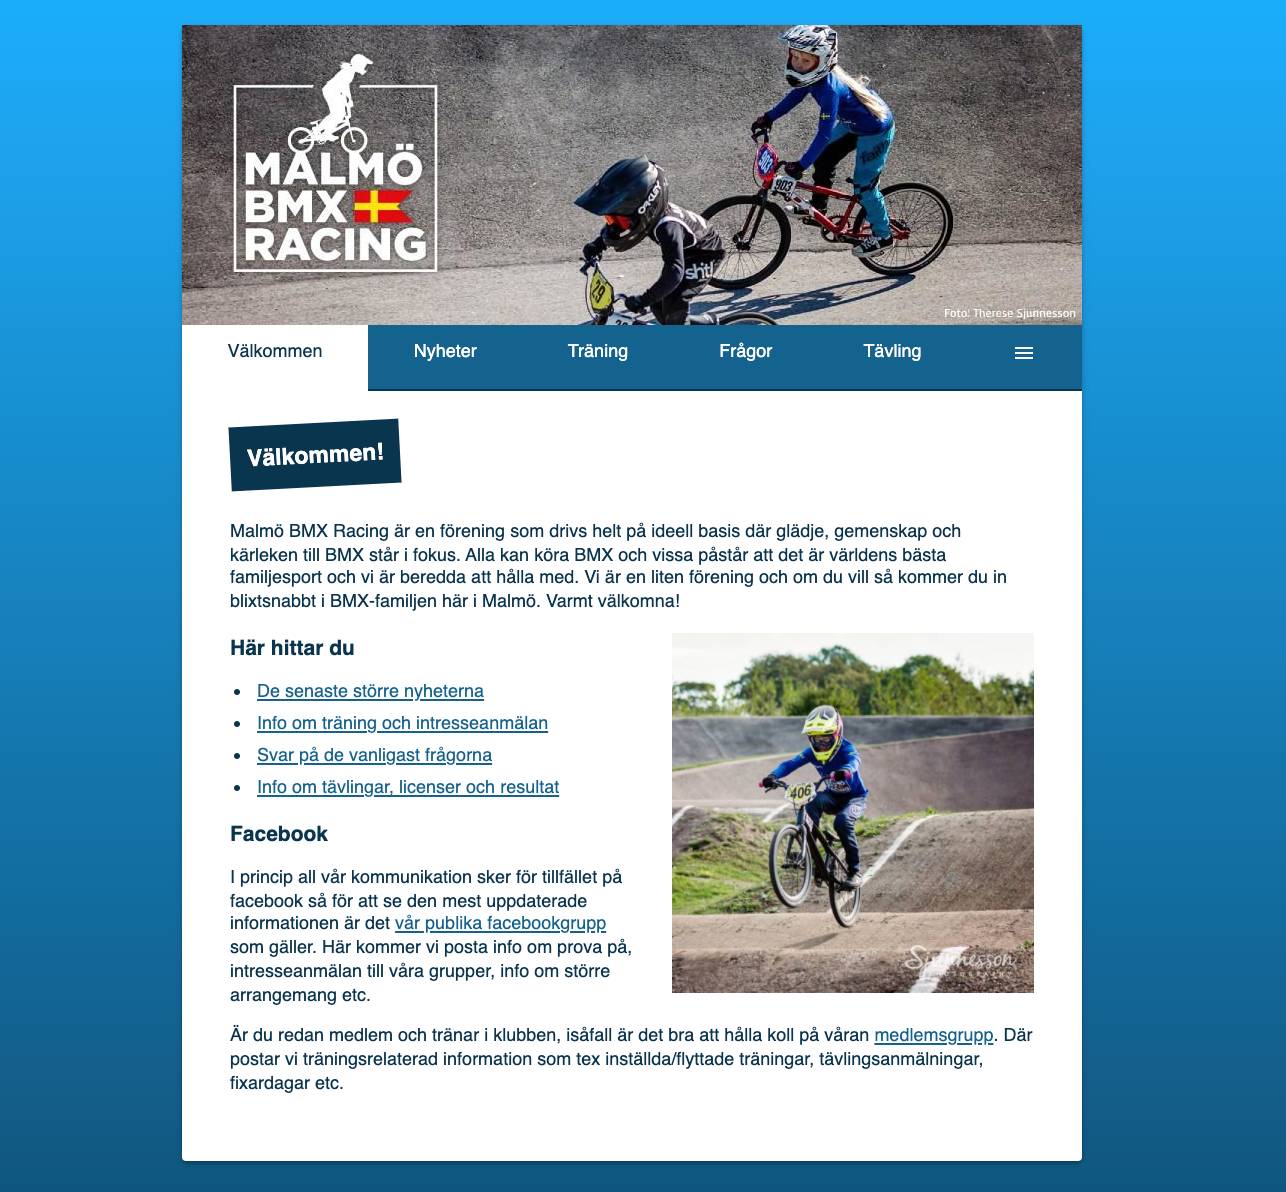 MALMÖ
BMX
RACING
903
903
OAKLEY
shit!
29
faith
Foto: Therese Sjunnesson
Välkommen
Nyheter
Träning
Frågor
Tävling
Välkommen!
Malmö BMX Racing är en förening som drivs helt på ideell basis där glädje, gemenskap och
kärleken till BMX står i fokus. Alla kan köra BMX och vissa påstår att det är världens bästa
familjesport och vi är beredda att hålla med. Vi är en liten förening och om du vill så kommer du in
blixtsnabbt i BMX-familjen här i Malmö. Varmt välkomna!
Här hittar du
De senaste större nyheterna
Info om träning och intresseanmälan
Svar på de vanligast frågorna
Info om tävlingar, licenser och resultat
406
Sjunnesson
Facebook
I princip all vår kommunikation sker för tillfället på
facebook så för att se den mest uppdaterade
informationen är det vår publika facebookgrupp
som gäller. Här kommer vi posta info om prova på,
intresseanmälan till våra grupper, info om större
arrangemang etc.
Är du redan medlem och tränar i klubben, isåfall är det bra att hålla koll på våran medlemsgrupp. Där
postar vi träningsrelaterad information som tex inställda/flyttade träningar, tävlingsanmälningar,
fixardagar etc.